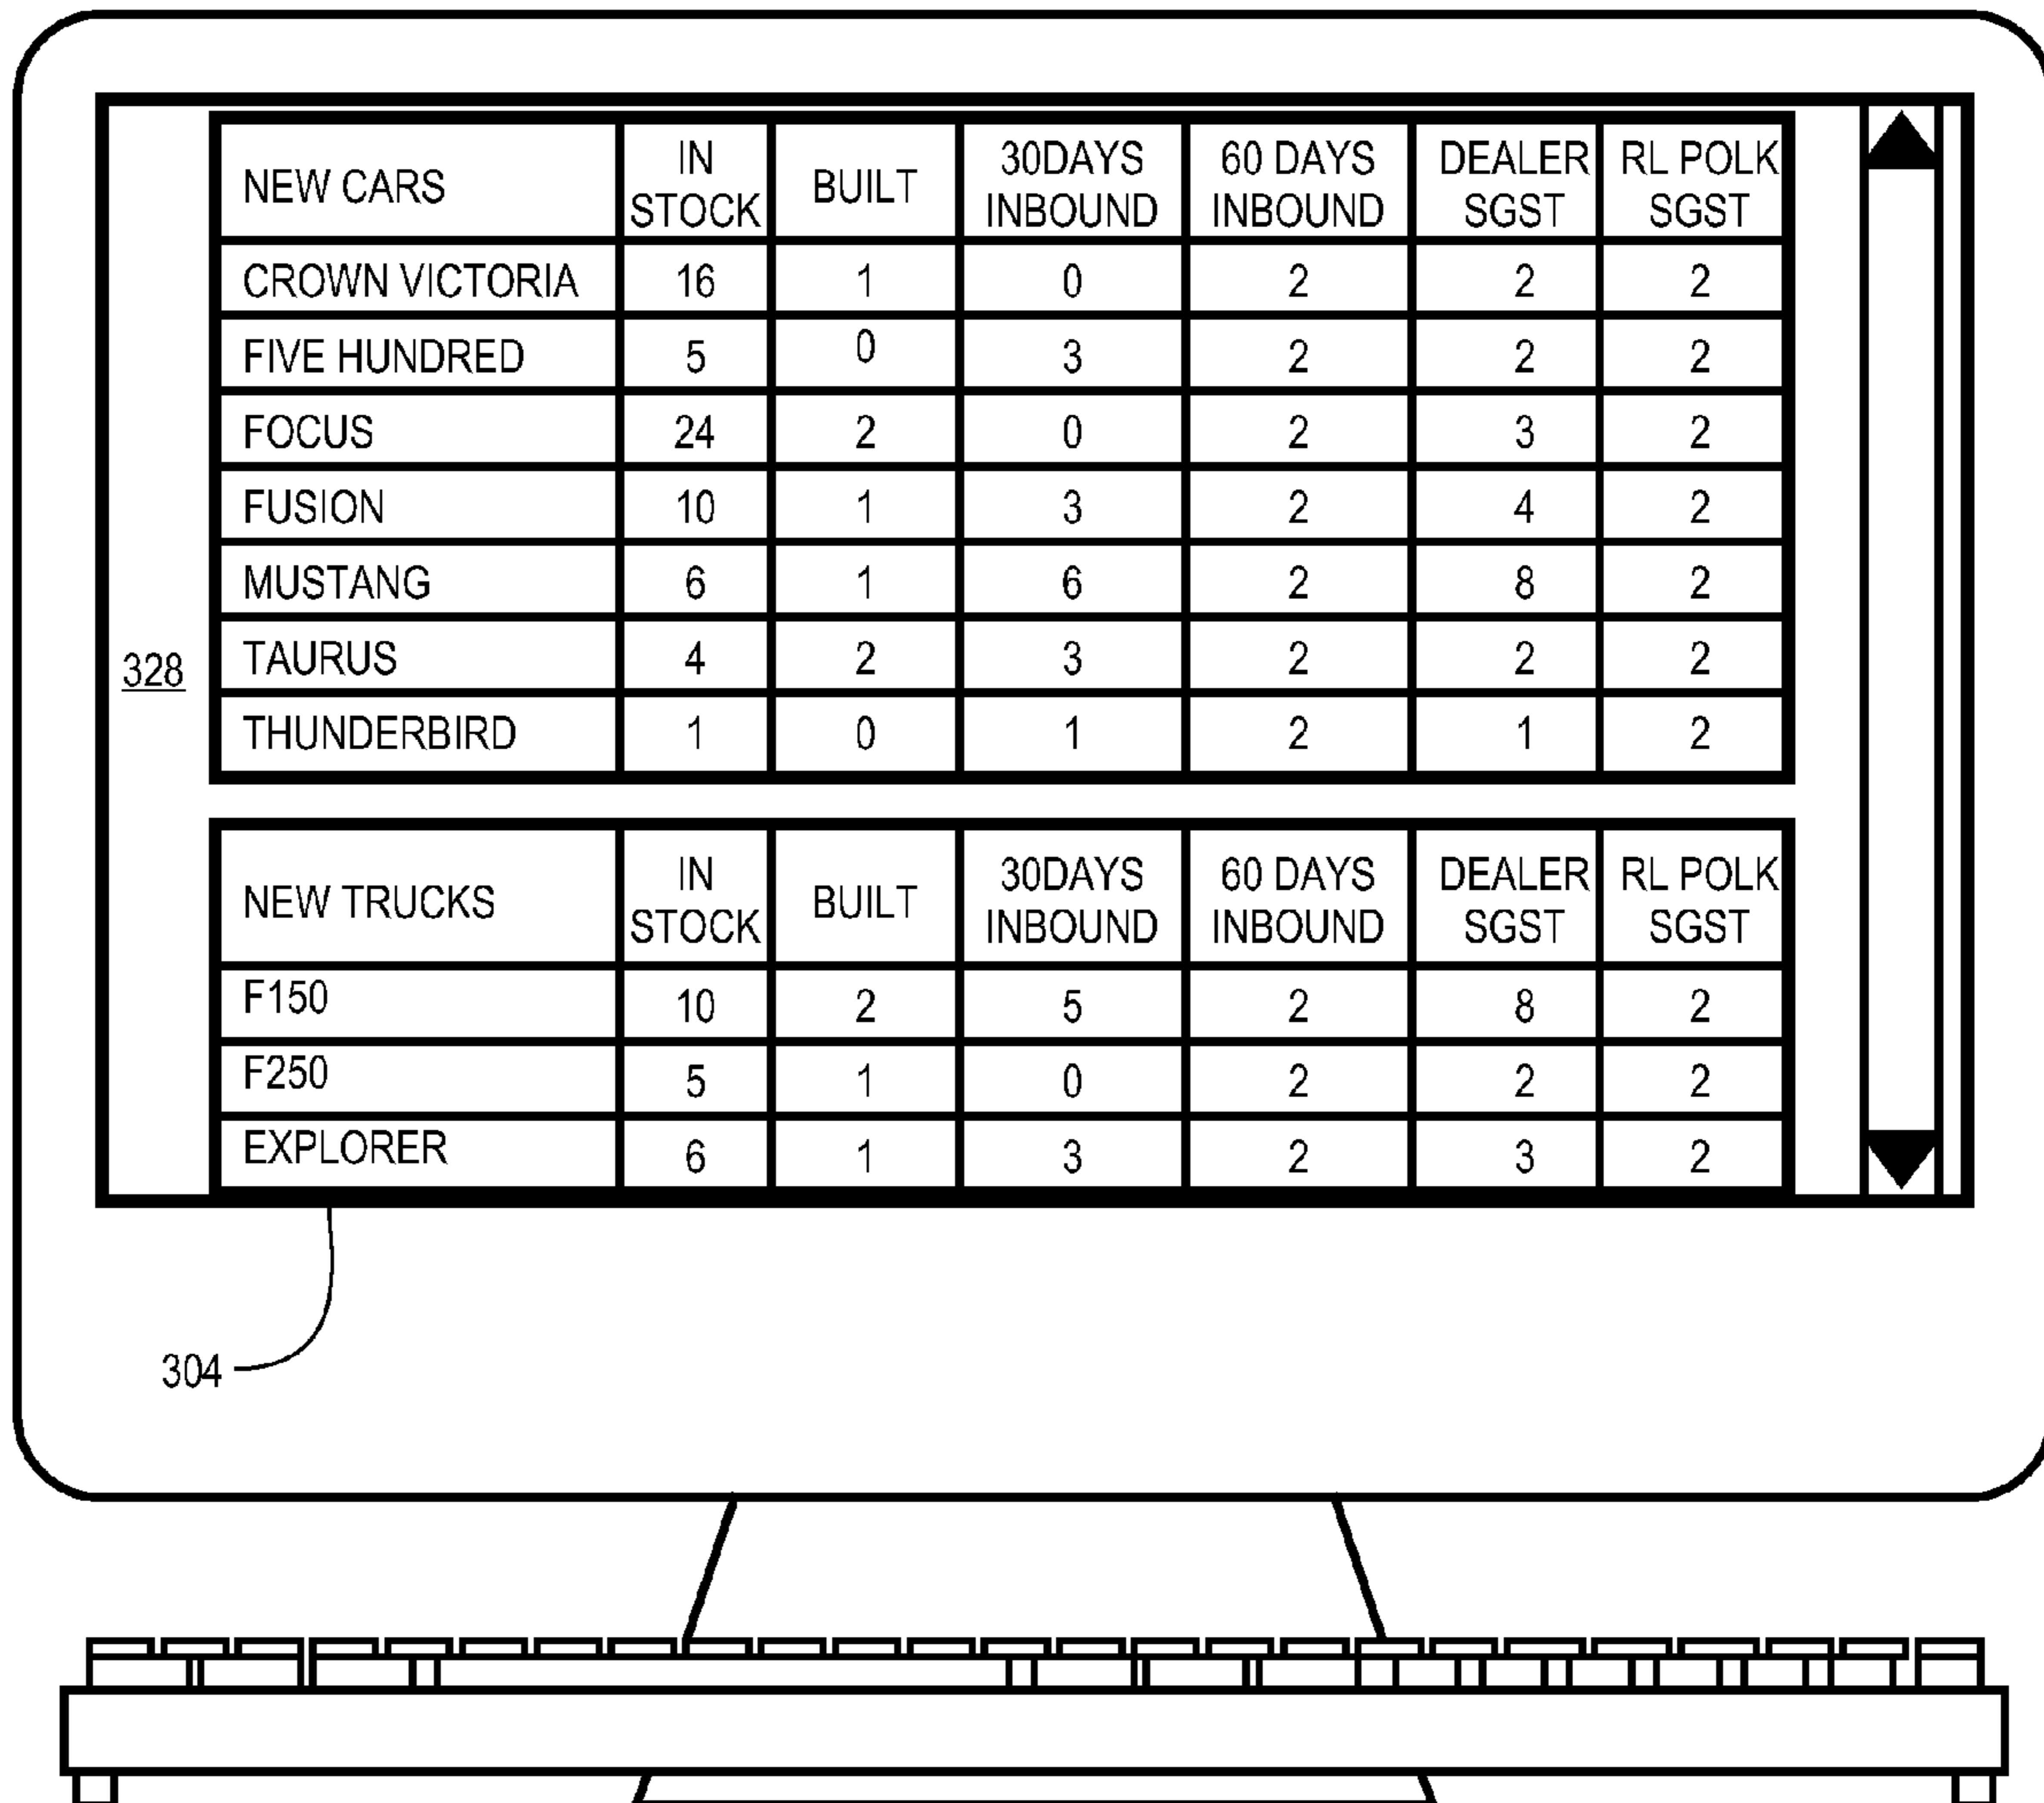 NEW CARS IN STOCK BUILT 30DAYS INBOUND 60 DAYS INBOUND DEALER SGST RL POLK SGST
CROWN VICTORIA 16 1 0 2 2 2
FIVE HUNDRED 5 0 3 2 2 2
FOCUS 24 2 0 2 3 2
FUSION 10 1 3 2 4 2
MUSTANG 6 1 6 2 8 2
328
TAURUS 4 2 3 2 2 2
THUNDERBIRD 1 0 1 2 1 2
NEW TRUCKS IN STOCK BUILT 30DAYS INBOUND 60 DAYS INBOUND DEALER SGST RL POLK SGST
F150 10 2 5 2 8 2
F250 5 1 0 2 2 2
EXPLORER 6 1 3 2 3 2
304